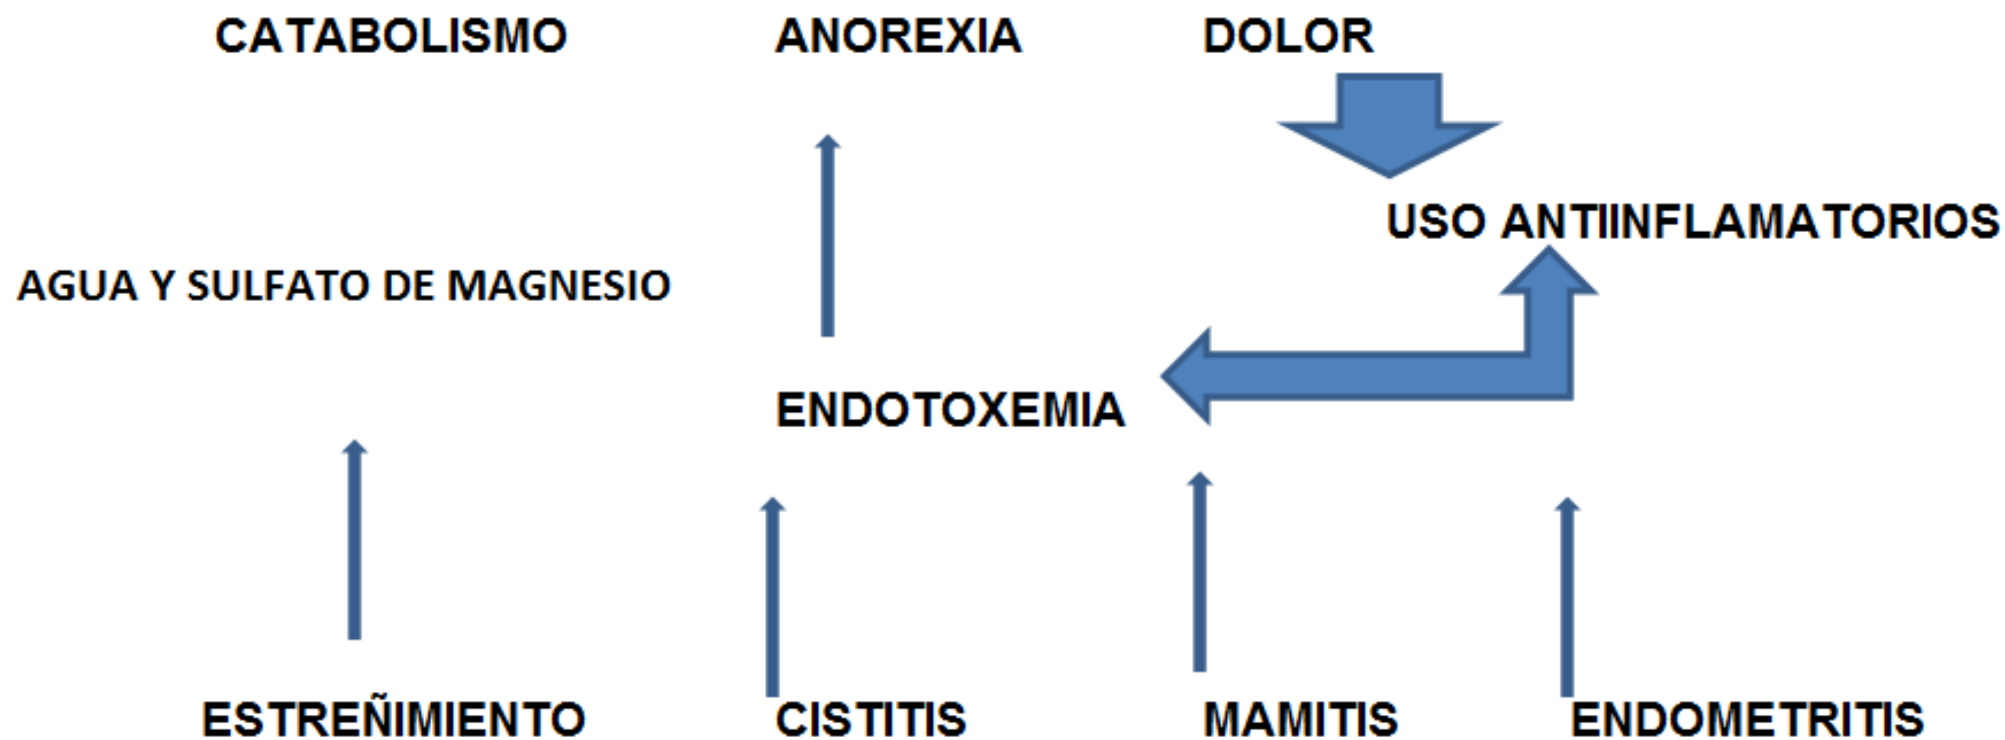 CATABOLISMO
ANOREXIA
DOLOR
USO ANTIINFLAMATORIOS
AGUA Y SULFATO DE MAGNESIO
ENDOTOXEMIA
ESTREÑIMIENTO
CISTITIS
MAMITIS
ENDOMETRITIS